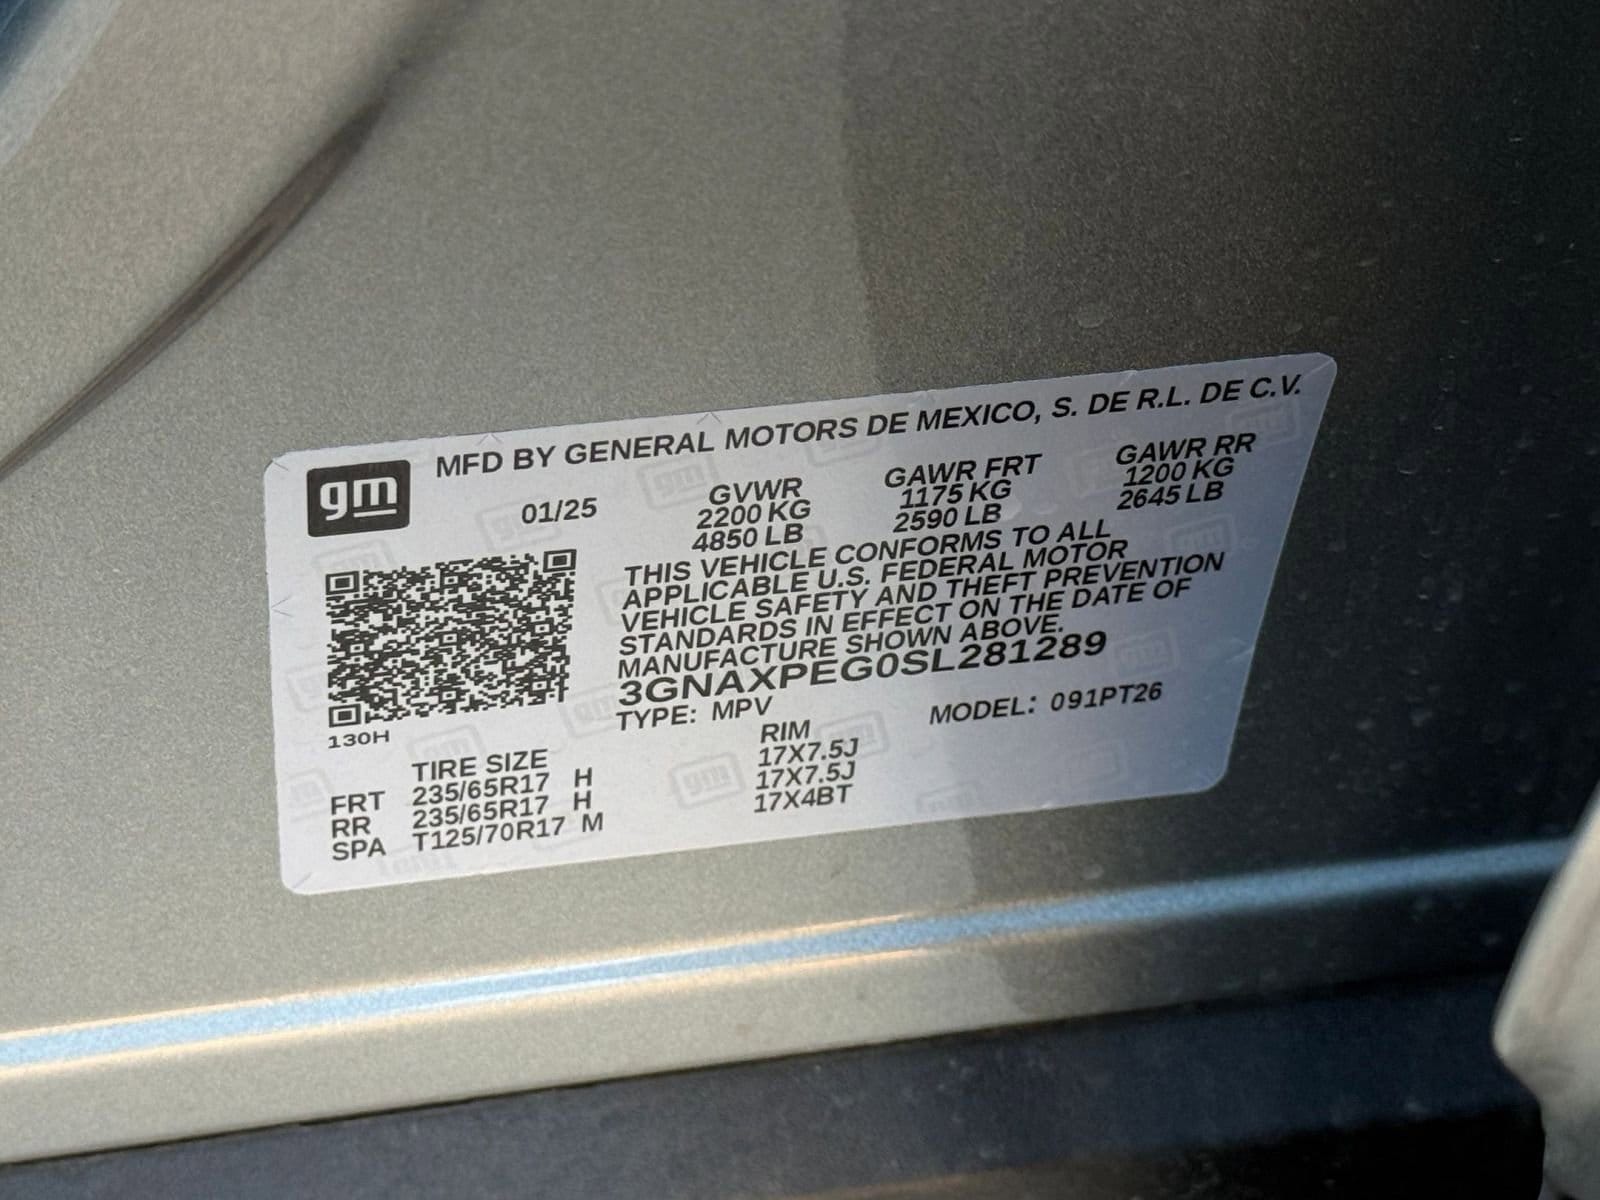 gm
MFD BY GENERAL MOTORS DE MEXICO, S. DE R.L. DE C.V.
01/25
GVWR
2200 KG
4850 LB
GAWR FRT
1175 KG
2590 LB
GAWR RR
1200 KG
2645 LB
THIS VEHICLE CONFORMS TO ALL
APPLICABLE U.S. FEDERAL MOTOR
VEHICLE SAFETY AND THEFT PREVENTION
STANDARDS IN EFFECT ON THE DATE OF
MANUFACTURE SHOWN ABOVE.
3GNAXPEG0SL281289
TYPE: MPV
MODEL: 091PT26
130H
TIRE SIZE RIM
FRT 235/65R17 H 17X7.5J
RR 235/65R17 H 17X7.5J
SPA T125/70R17 M 17X4BT